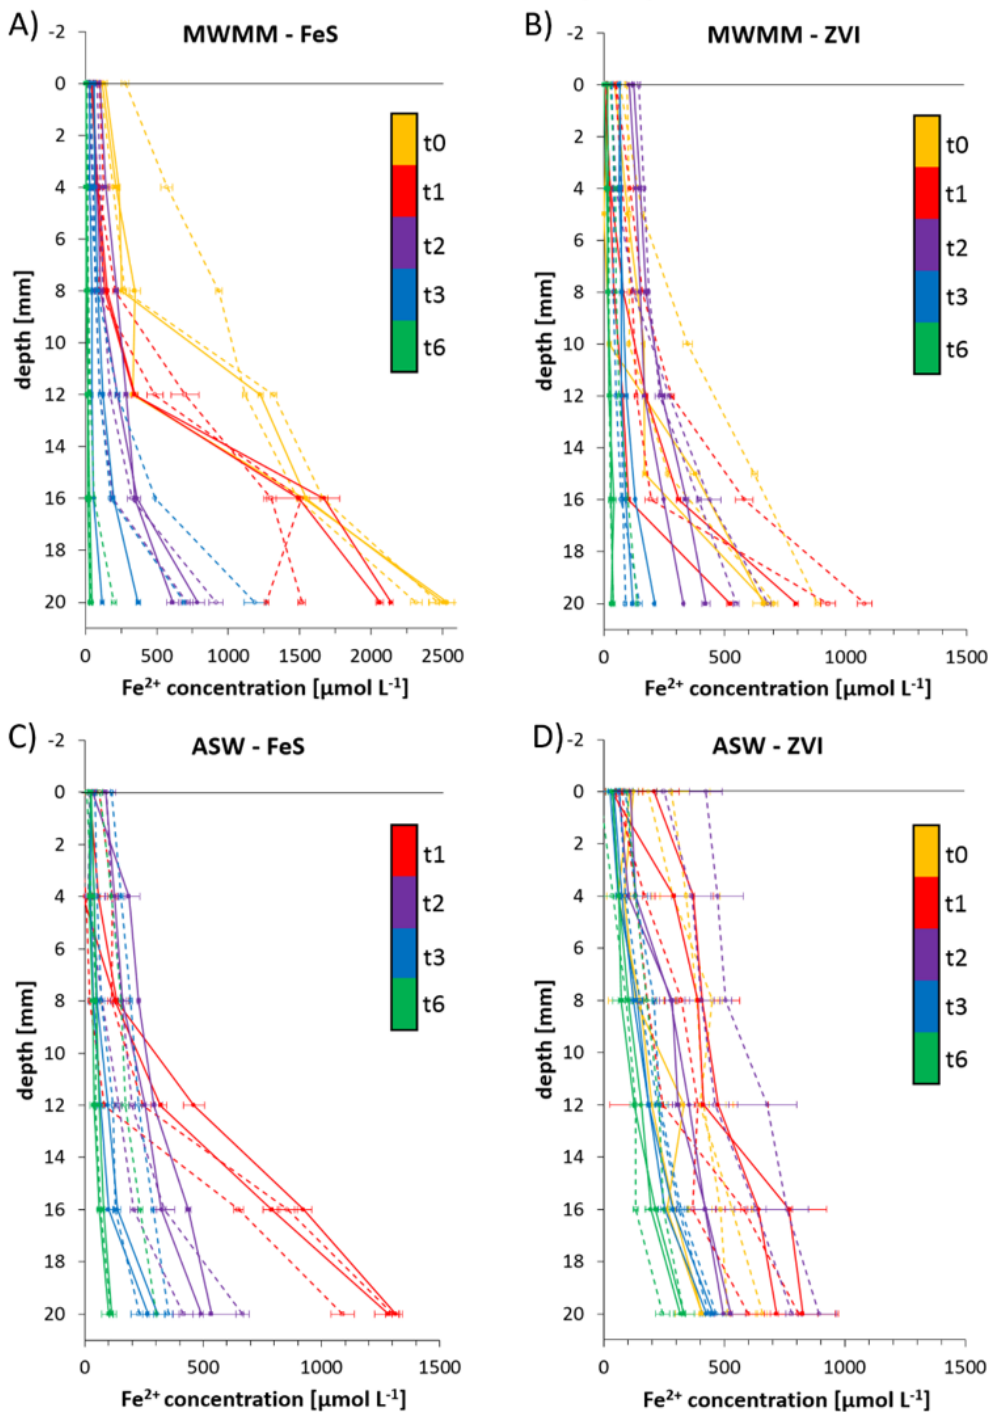 A)
MWMM - FeS
-2
0
2
4
6
8
10
12
14
16
18
20
depth [mm]
t0
t1
t2
t3
t6
0 500 1000 1500 2000 2500
Fe²⁺ concentration [µmol L⁻¹]
B)
MWMM - ZVI
-2
0
2
4
6
8
10
12
14
16
18
20
depth [mm]
t0
t1
t2
t3
t6
0 500 1000 1500
Fe²⁺ concentration [µmol L⁻¹]
C)
ASW - FeS
-2
0
2
4
6
8
10
12
14
16
18
20
depth [mm]
t1
t2
t3
t6
0 500 1000 1500
Fe²⁺ concentration [µmol L⁻¹]
D)
ASW - ZVI
-2
0
2
4
6
8
10
12
14
16
18
20
depth [mm]
t0
t1
t2
t3
t6
0 500 1000 1500
Fe²⁺ concentration [µmol L⁻¹]